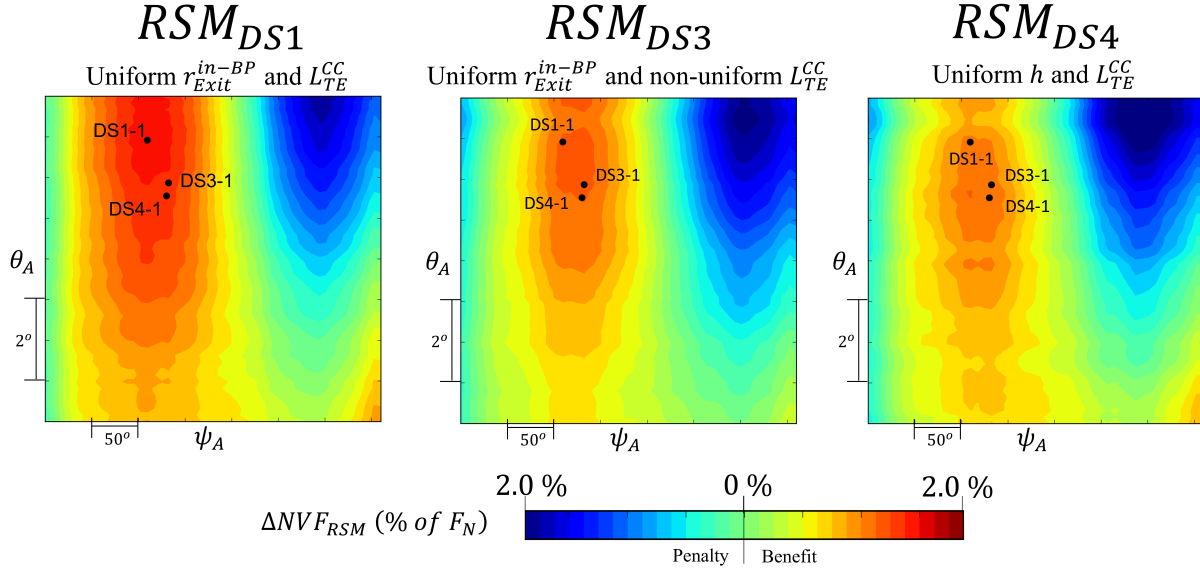 RSM_DS1 RSM_DS3 RSM_DS4
Uniform r_Exit^in−BP and L_TE^CC Uniform r_Exit^in−BP and non-uniform L_TE^CC Uniform h and L_TE^CC
DS1-1
DS3-1
DS4-1
DS1-1
DS3-1
DS4-1
DS1-1
DS3-1
DS4-1
θ_A θ_A θ_A
2° 2° 2°
50° ψ_A 50° ψ_A 50° ψ_A
2.0 % 0 % 2.0 %
ΔNVF_RSM (% of F_N)
Penalty Benefit